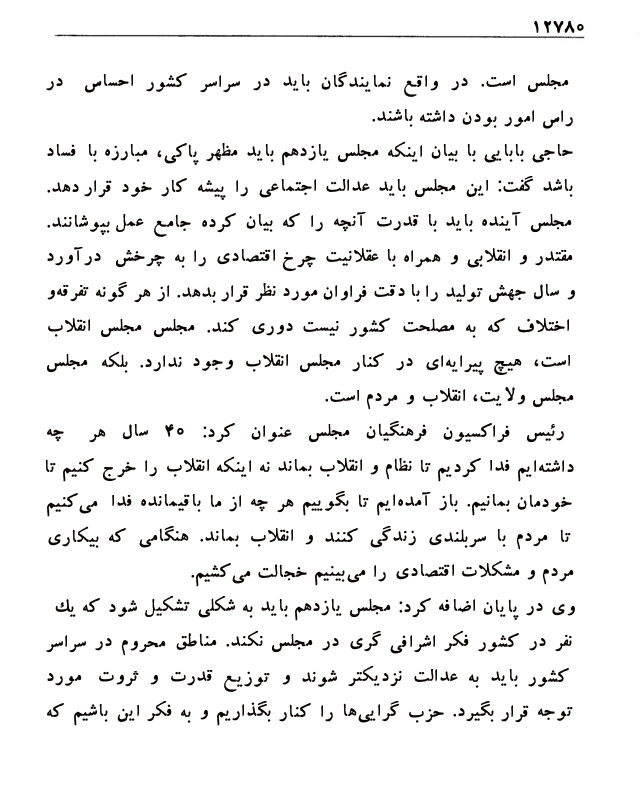 ۱۲۷۸۰
مجلس است. در واقع نمایندگان باید در سراسر کشور احساس در
راس امور بودن داشته باشند.
حاجی بابایی با بیان اینکه مجلس یازدهم باید مظهر پاکی، مبارزه با فساد
باشد گفت: این مجلس باید عدالت اجتماعی را پیشه کار خود قرار دهد.
مجلس آینده باید با قدرت آنچه را که بیان کرده جامع عمل بپوشانند.
مقتدر و انقلابی و همراه با عقلانیت چرخ اقتصادی را به چرخش درآورد
و سال جهش تولید را با دقت فراوان مورد نظر قرار بدهد. از هر گونه تفرقه‌و
اختلاف که به مصلحت کشور نیست دوری کند. مجلس مجلس انقلاب
است، هیچ پیرایه‌ای در کنار مجلس انقلاب وجود ندارد. بلکه مجلس
مجلس ولایت، انقلاب و مردم است.
رئیس فراکسیون فرهنگیان مجلس عنوان کرد: ۴۰ سال هر چه
داشته‌ایم فدا کردیم تا نظام و انقلاب بماند نه اینکه انقلاب را خرج کنیم تا
خودمان بمانیم. باز آمده‌ایم تا بگوییم هر چه از ما باقیمانده فدا می‌کنیم
تا مردم با سربلندی زندگی کنند و انقلاب بماند. هنگامی که بیکاری
مردم و مشکلات اقتصادی را می‌بینیم خجالت می‌کشیم.
وی در پایان اضافه کرد: مجلس یازدهم باید به شکلی تشکیل شود که یك
نفر در کشور فکر اشرافی گری در مجلس نکند. مناطق محروم در سراسر
کشور باید به عدالت نزدیکتر شوند و توزیع قدرت و ثروت مورد
توجه قرار بگیرد. حزب گرایی‌ها را کنار بگذاریم و به فکر این باشیم که